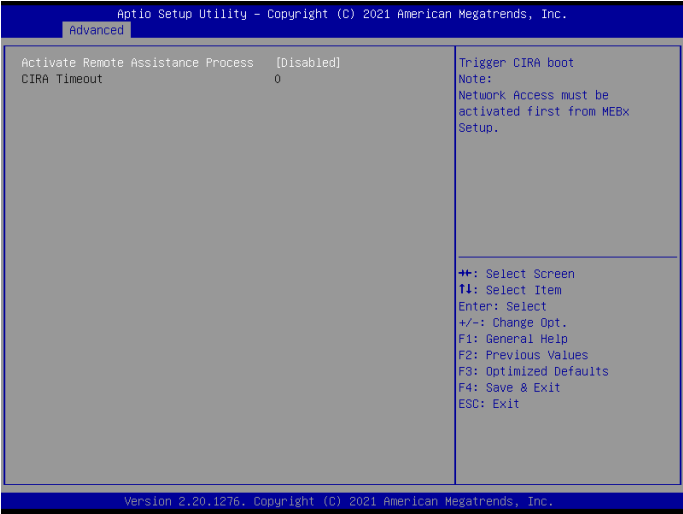 Aptio Setup Utility – Copyright (C) 2021 American Megatrends, Inc.
Advanced
Activate Remote Assistance Process [Disabled]
CIRA Timeout 0
Trigger CIRA boot
Note:
Network Access must be
activated first from MEBx
Setup.
→←: Select Screen
↑↓: Select Item
Enter: Select
+/-: Change Opt.
F1: General Help
F2: Previous Values
F3: Optimized Defaults
F4: Save & Exit
ESC: Exit
Version 2.20.1276. Copyright (C) 2021 American Megatrends, Inc.